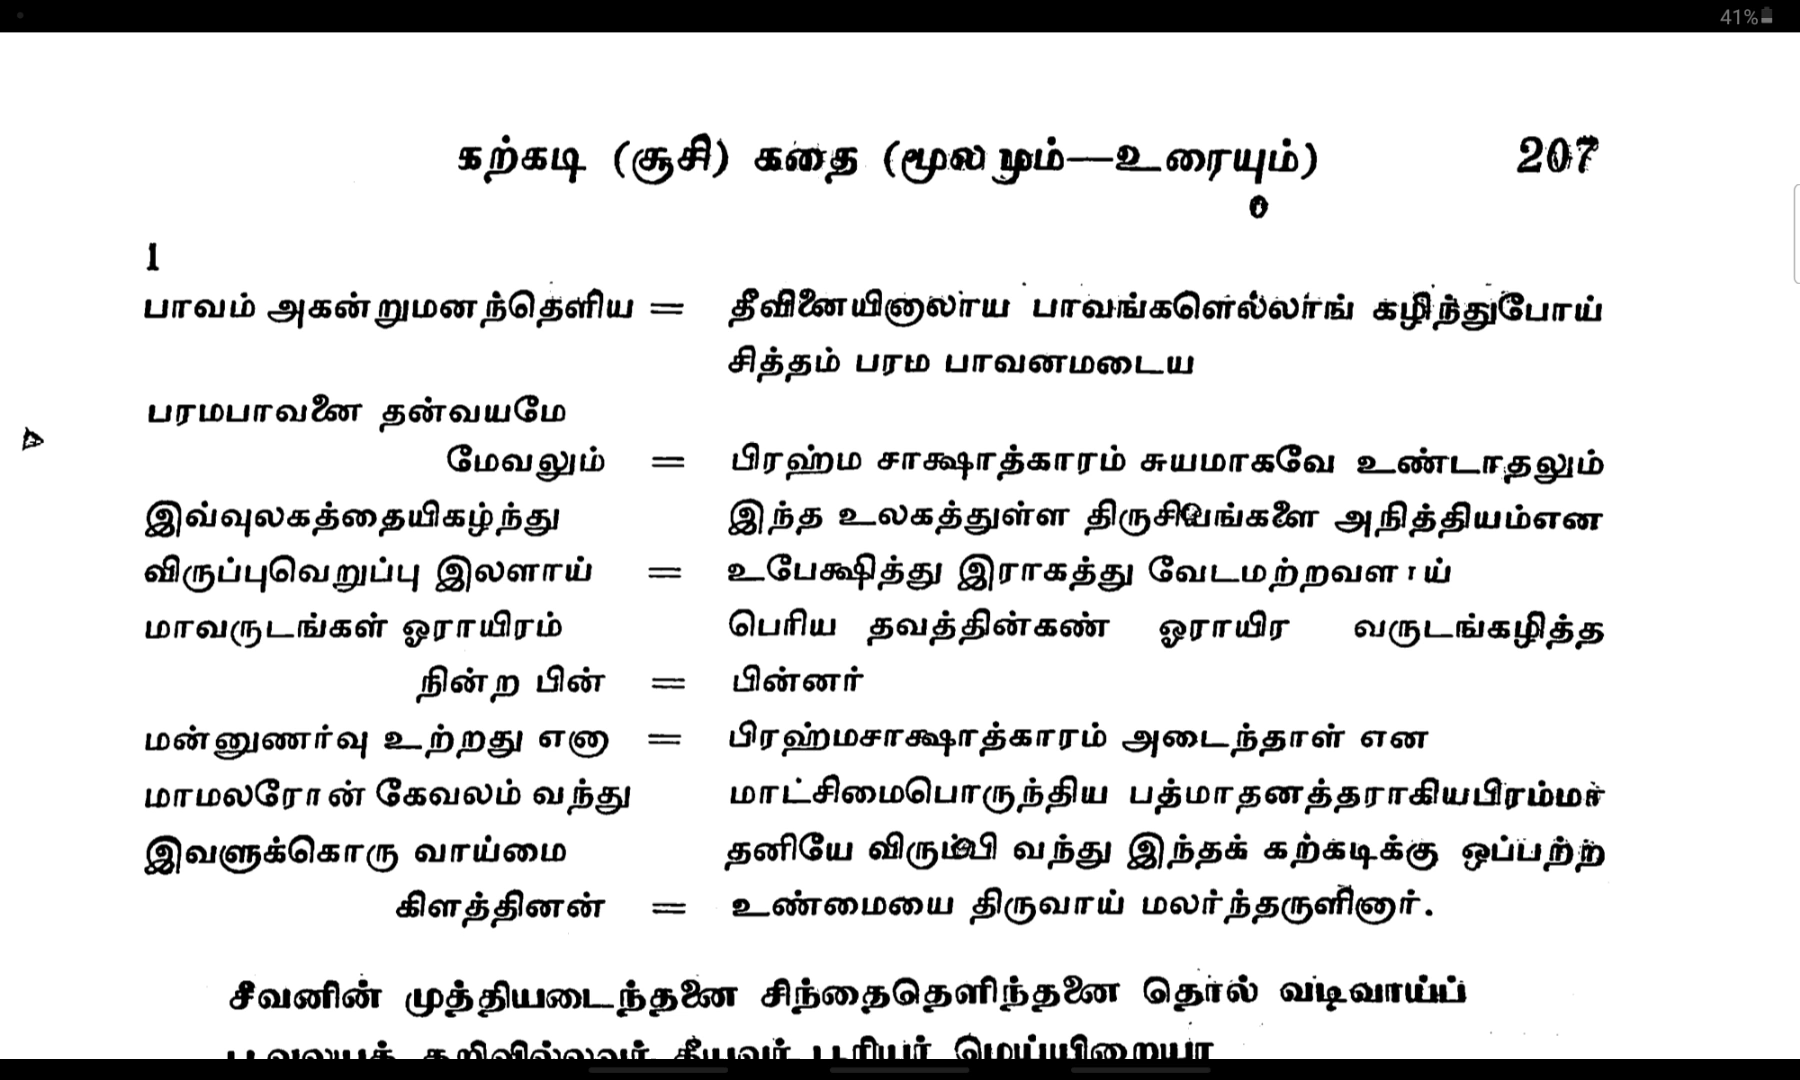 41%
கற்கடி (சூசி) கதை (மூலமும்—உரையும்) 207
1
பாவம் அகன்றுமனந்தெளிய = தீவினையினாலாய பாவங்களெல்லாங் கழிந்துபோய்
சித்தம் பரம பாவனமடைய
பரமபாவனை தன்வயமே
மேவலும் = பிரஹ்ம சாக்ஷாத்காரம் சுயமாகவே உண்டாதலும்
இவ்வுலகத்தையிகழ்ந்து இந்த உலகத்துள்ள திருசியங்களை அநித்தியம்என
விருப்புவெறுப்பு இலளாய் = உபேக்ஷித்து இராகத்து வேடமற்றவளாய்
மாவருடங்கள் ஓராயிரம் பெரிய தவத்தின்கண் ஓராயிர வருடங்கழித்த
நின்ற பின் = பின்னர்
மன்னுணர்வு உற்றது எனா = பிரஹ்மசாக்ஷாத்காரம் அடைந்தாள் என
மாமலரோன் கேவலம் வந்து மாட்சிமைபொருந்திய பத்மாதனத்தராகியபிரம்மர்
இவளுக்கொரு வாய்மை தனியே விரும்பி வந்து இந்தக் கற்கடிக்கு ஒப்பற்ற
கிளத்தினன் = உண்மையை திருவாய் மலர்ந்தருளினார்.
சீவனின் முத்தியடைந்தனை சிந்தைதெளிந்தனை தொல் வடிவாய்ப்